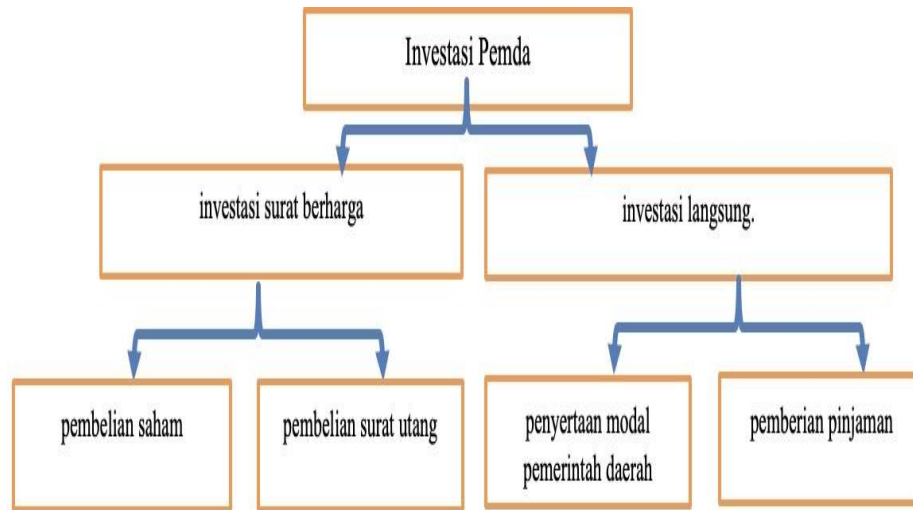 Investasi Pemda
investasi surat berharga
investasi langsung.
pembelian saham
pembelian surat utang
penyertaan modal
pemerintah daerah
pemberian pinjaman